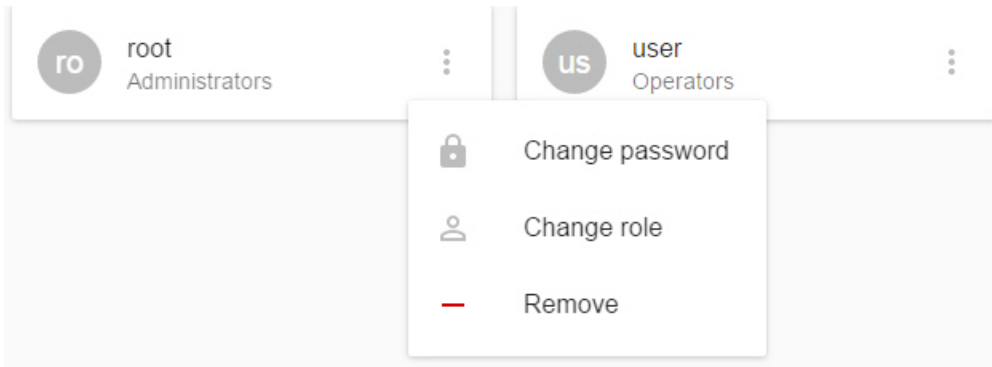 ro
root
Administrators
us
user
Operators
Change password
Change role
Remove